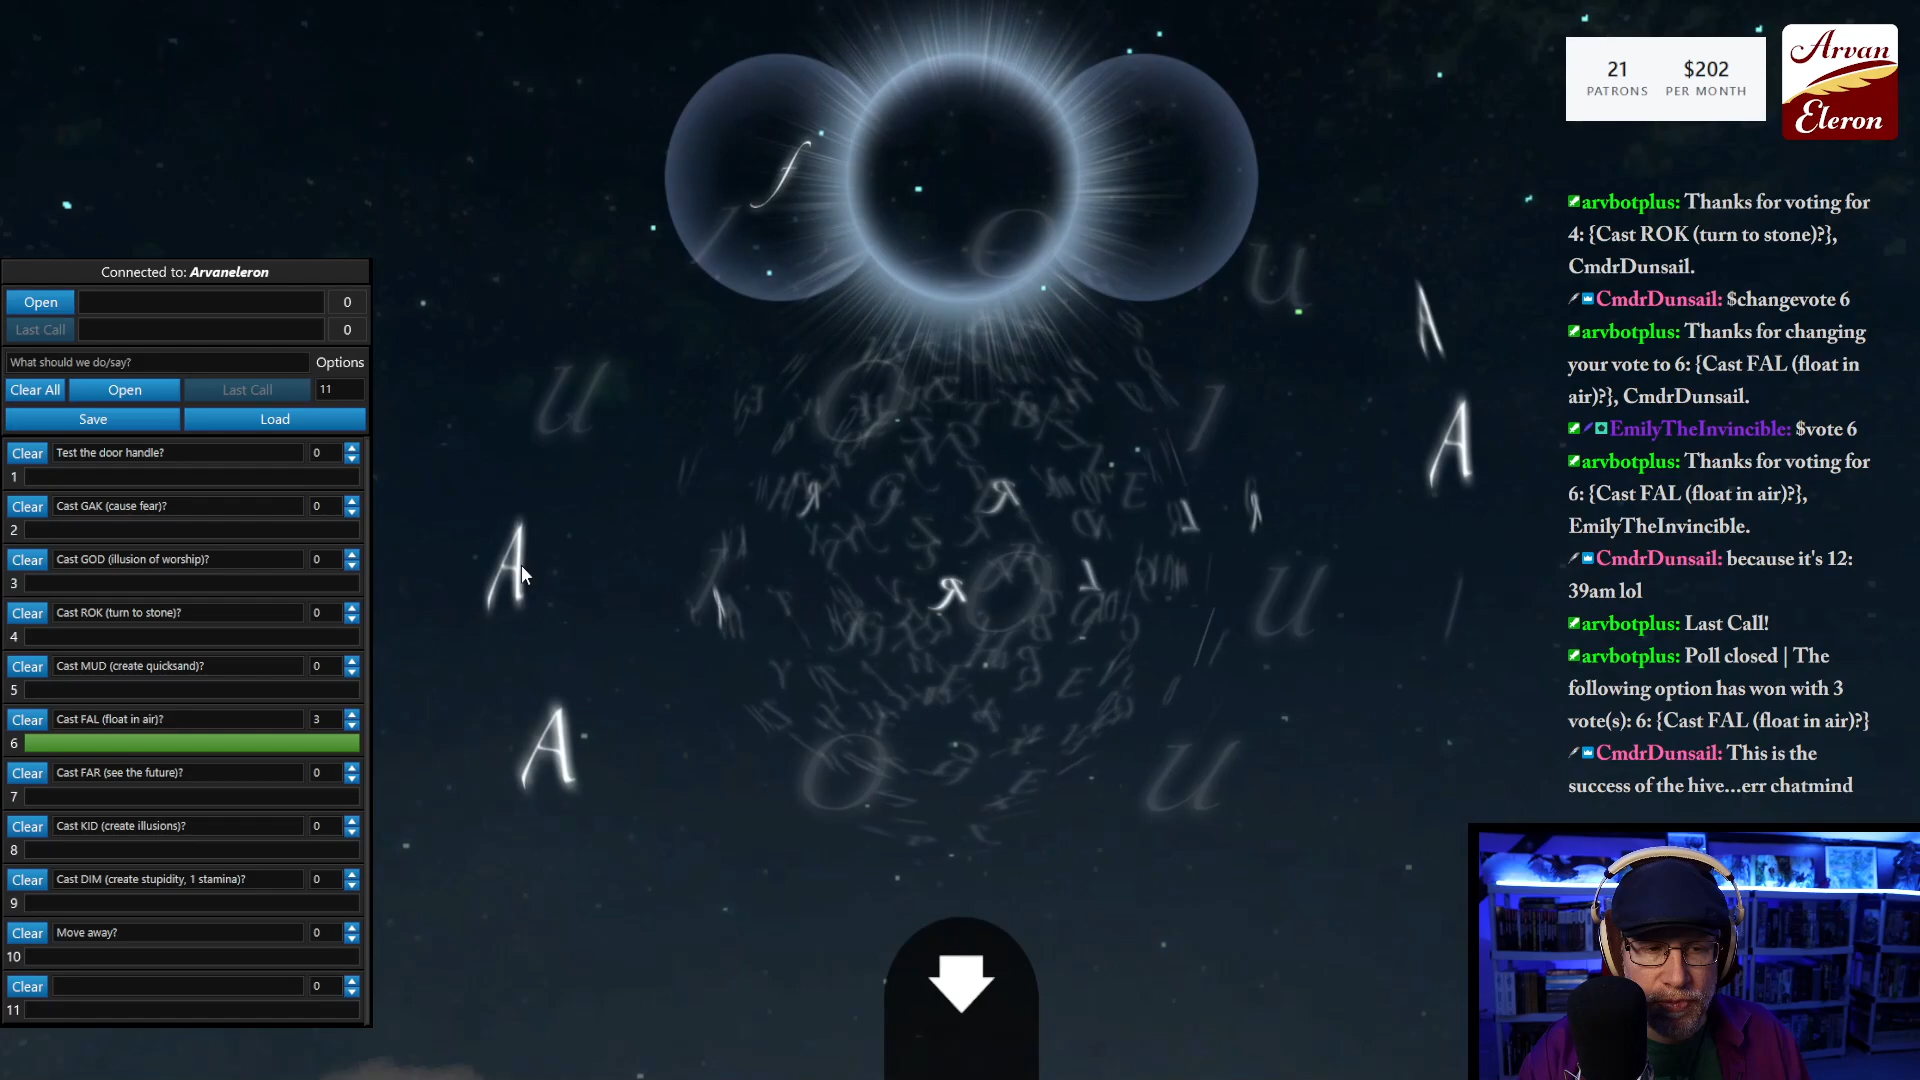 Connected to: Arvaneleron
Open 0
Last Call 0
What should we do/say? Options
Clear All Open Last Call 11
Save Load
Clear Test the door handle? 0
1
Clear Cast GAK (cause fear)? 0
2
Clear Cast GOD (illusion of worship)? 0
3
Clear Cast ROK (turn to stone)? 0
4
Clear Cast MUD (create quicksand)? 0
5
Clear Cast FAL (float in air)? 3
6
Clear Cast FAR (see the future)? 0
7
Clear Cast KID (create illusions)? 0
8
Clear Cast DIM (create stupidity, 1 stamina)? 0
9
Clear Move away? 0
10
Clear 0
11
f
O
U
A
U
O
A
A
U
A
O
U
21 $202
PATRONS PER MONTH
Arvan
Eleron
arvbotplus: Thanks for voting for
4: {Cast ROK (turn to stone)?},
CmdrDunsail.
CmdrDunsail: $changevote 6
arvbotplus: Thanks for changing
your vote to 6: {Cast FAL (float in
air)?}, CmdrDunsail.
EmilyTheInvincible: $vote 6
arvbotplus: Thanks for voting for
6: {Cast FAL (float in air)?},
EmilyTheInvincible.
CmdrDunsail: because it's 12:
39am lol
arvbotplus: Last Call!
arvbotplus: Poll closed | The
following option has won with 3
vote(s): 6: {Cast FAL (float in air)?}
CmdrDunsail: This is the
success of the hive...err chatmind